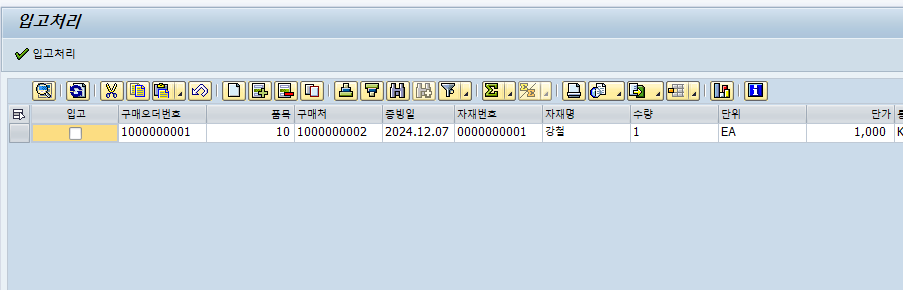 입고처리
입고처리
입고 구매오더번호 품목 구매처 증빙일 자재번호 자재명 수량 단위 단가
1000000001 10 1000000002 2024.12.07 0000000001 강철 1 EA 1,000 K